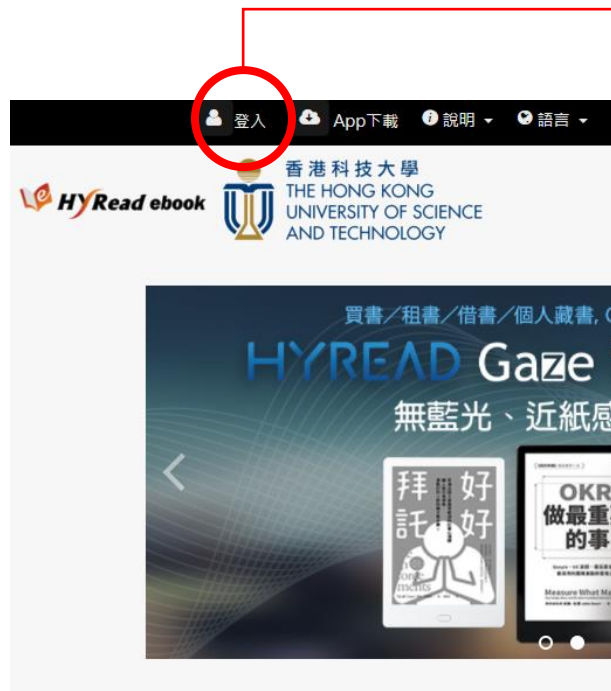 登入 App下載 說明 語言
HyRead ebook
香港科技大學
THE HONG KONG
UNIVERSITY OF SCIENCE
AND TECHNOLOGY
買書／租書／借書／個人藏書,
HYREAD Gaze
無藍光、近紙感
拜託 好好
OKR
做最重
的事
Measure What Ma